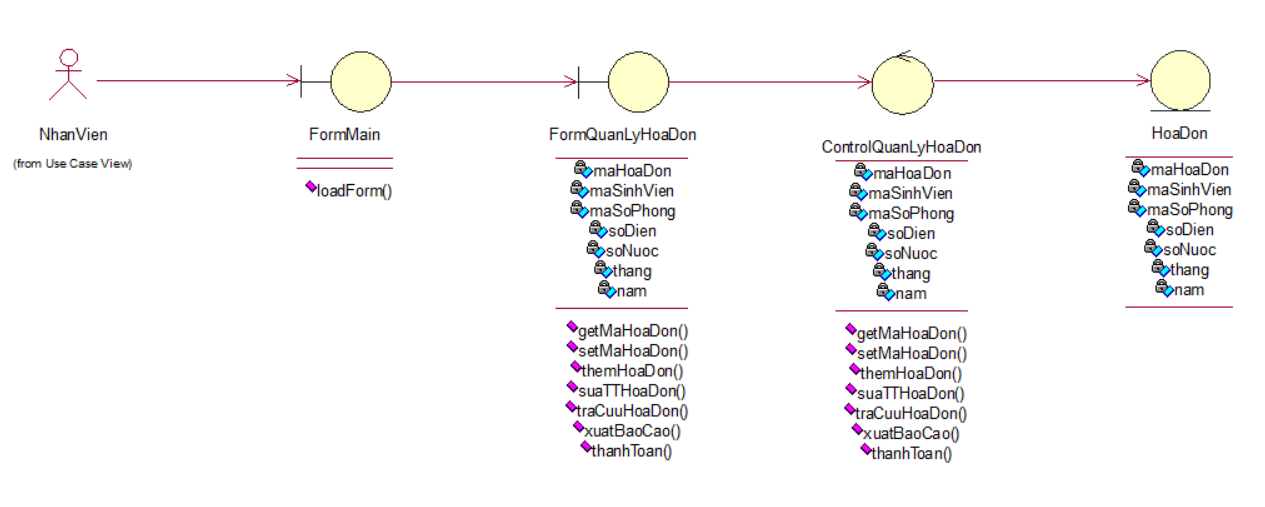 NhanVien
(from Use Case View)
FormMain
loadForm()
FormQuanLyHoaDon
maHoaDon
maSinhVien
maSoPhong
soDien
soNuoc
thang
nam
getMaHoaDon()
setMaHoaDon()
themHoaDon()
suaTTHoaDon()
traCuuHoaDon()
xuatBaoCao()
thanhToan()
ControlQuanLyHoaDon
maHoaDon
maSinhVien
maSoPhong
soDien
soNuoc
thang
nam
getMaHoaDon()
setMaHoaDon()
themHoaDon()
suaTTHoaDon()
traCuuHoaDon()
xuatBaoCao()
thanhToan()
HoaDon
maHoaDon
maSinhVien
maSoPhong
soDien
soNuoc
thang
nam